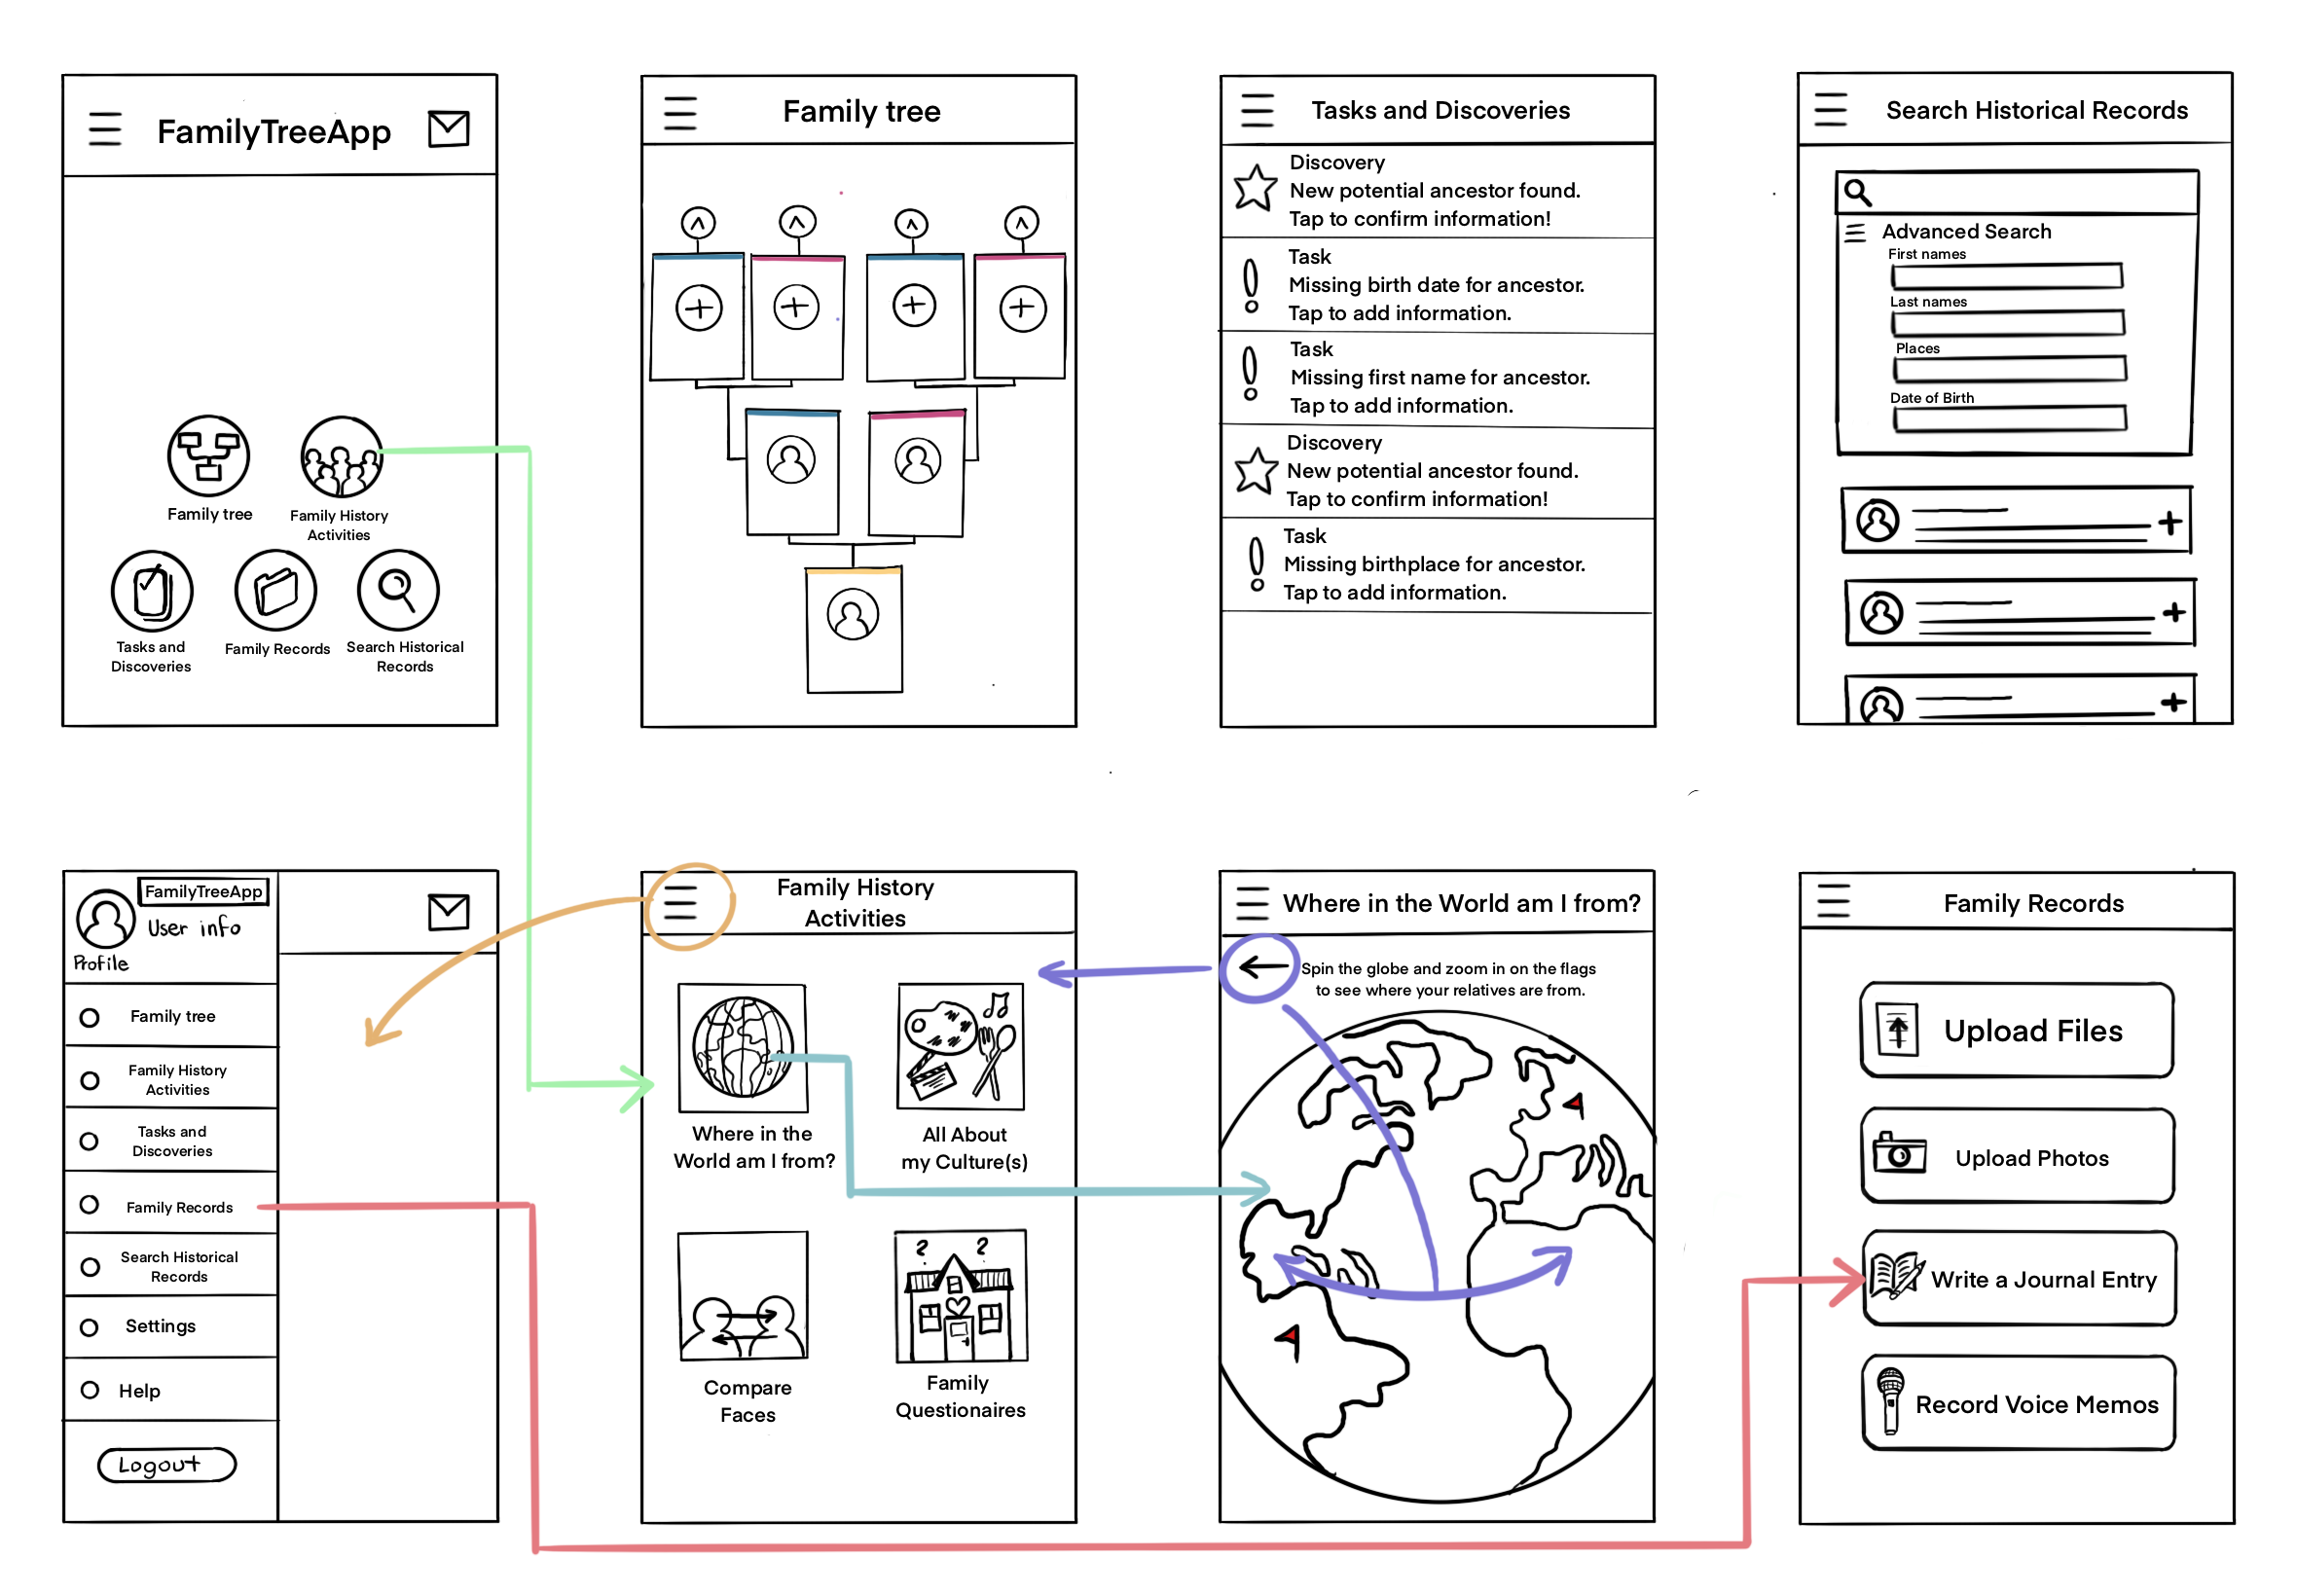 FamilyTreeApp
Family tree
Family History
Activities
Tasks and
Discoveries
Family Records
Search Historical
Records
Family tree
Tasks and Discoveries
Discovery
New potential ancestor found.
Tap to confirm information!
Task
Missing birth date for ancestor.
Tap to add information.
Task
Missing first name for ancestor.
Tap to add information.
Discovery
New potential ancestor found.
Tap to confirm information!
Task
Missing birthplace for ancestor.
Tap to add information.
Search Historical Records
Advanced Search
First names
Last names
Places
Date of Birth
FamilyTreeApp
User info
Profile
Family tree
Family History
Activities
Tasks and
Discoveries
Family Records
Search Historical
Records
Settings
Help
Logout
Family History
Activities
Where in the
World am I from?
All About
my Culture(s)
Compare
Faces
? ?
Family
Questionaires
Where in the World am I from?
Spin the globe and zoom in on the flags
to see where your relatives are from.
Family Records
Upload Files
Upload Photos
Write a Journal Entry
Record Voice Memos